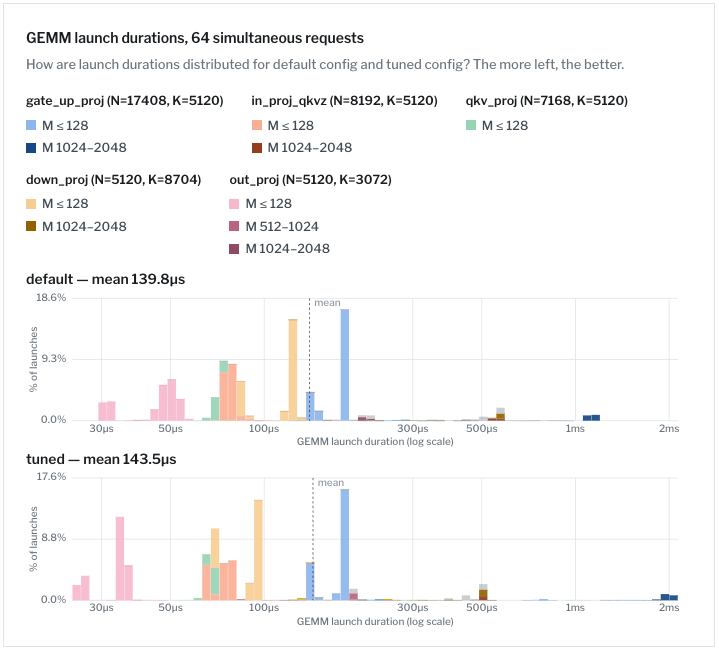 GEMM launch durations, 64 simultaneous requests
How are launch durations distributed for default config and tuned config? The more left, the better.
gate_up_proj (N=17408, K=5120)
M ≤ 128
M 1024–2048
in_proj_qkvz (N=8192, K=5120)
M ≤ 128
M 1024–2048
qkv_proj (N=7168, K=5120)
M ≤ 128
down_proj (N=5120, K=8704)
M ≤ 128
M 1024–2048
out_proj (N=5120, K=3072)
M ≤ 128
M 512–1024
M 1024–2048
default — mean 139.8µs
18.6%
9.3%
0.0%
% of launches
mean
30µs 50µs 100µs 300µs 500µs 1ms 2ms
GEMM launch duration (log scale)
tuned — mean 143.5µs
17.6%
8.8%
0.0%
% of launches
mean
30µs 50µs 100µs 300µs 500µs 1ms 2ms
GEMM launch duration (log scale)